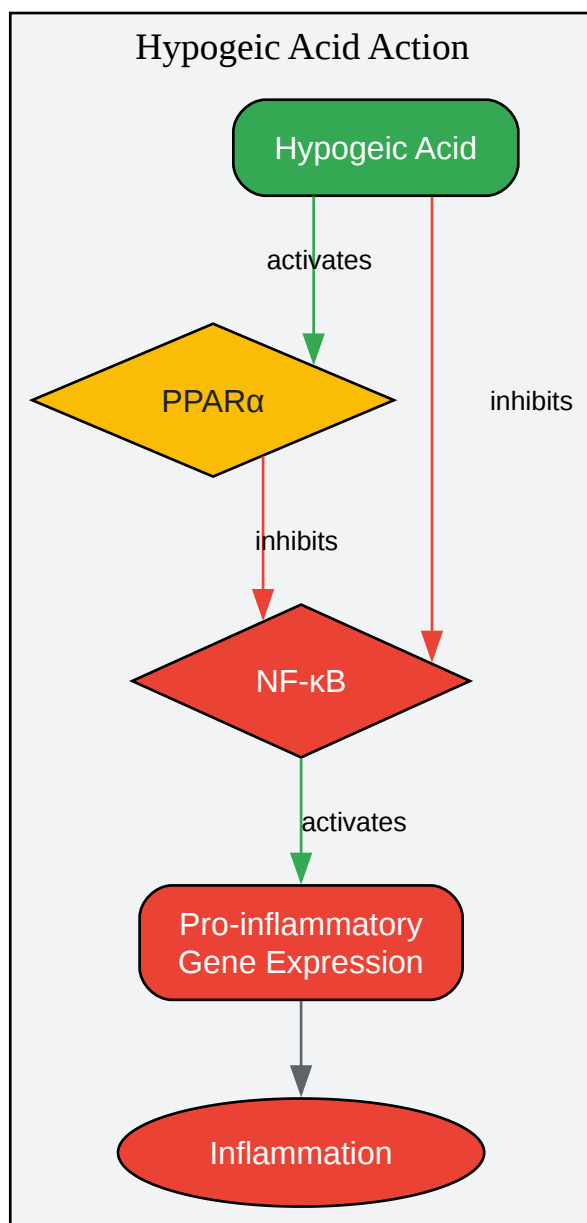 Hypogeic Acid Action
Hypogeic Acid
activates
PPARα
inhibits
inhibits
NF-κB
activates
Pro-inflammatory
Gene Expression
Inflammation